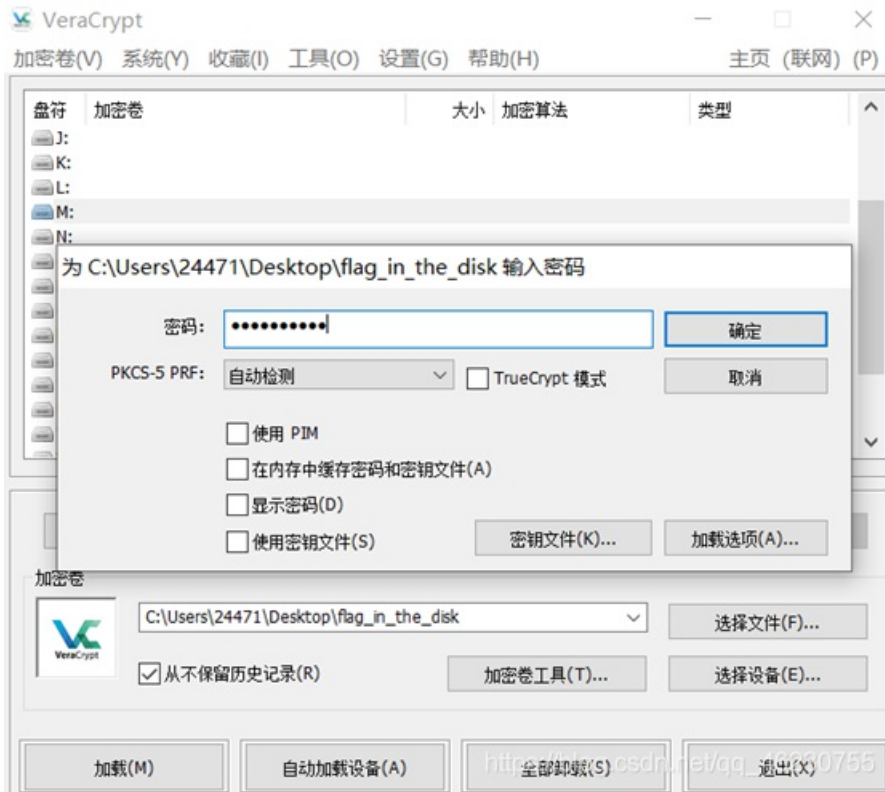 VeraCrypt
加密卷(V) 系统(Y) 收藏(I) 工具(O) 设置(G) 帮助(H) 主页 (联网) (P)
盘符 加密卷 大小 加密算法 类型
J:
K:
L:
M:
N:
为 C:\Users\24471\Desktop\flag_in_the_disk 输入密码
密码: ●●●●●●●●●● 确定
PKCS-5 PRF: 自动检测 TrueCrypt 模式 取消
使用 PIM
在内存中缓存密码和密钥文件(A)
显示密码(D)
使用密钥文件(S) 密钥文件(K)... 加载选项(A)...
加密卷
VeraCrypt
C:\Users\24471\Desktop\flag_in_the_disk 选择文件(F)...
从不保留历史记录(R) 加密卷工具(T)... 选择设备(E)...
加载(M) 自动加载设备(A) 全部卸载(S) 退出(X)